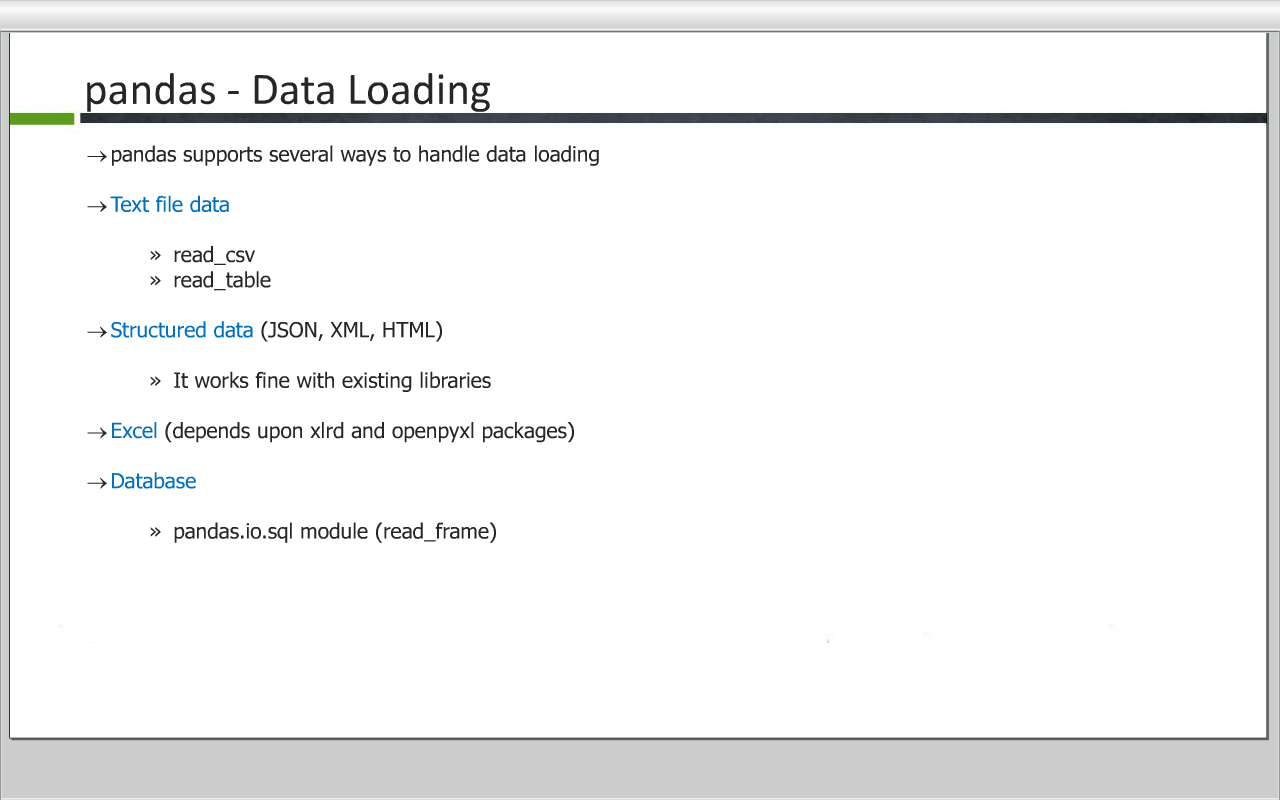 pandas - Data Loading
→pandas supports several ways to handle data loading
→Text file data
» read_csv
» read_table
→Structured data (JSON, XML, HTML)
» It works fine with existing libraries
→Excel (depends upon xlrd and openpyxl packages)
→Database
» pandas.io.sql module (read_frame)